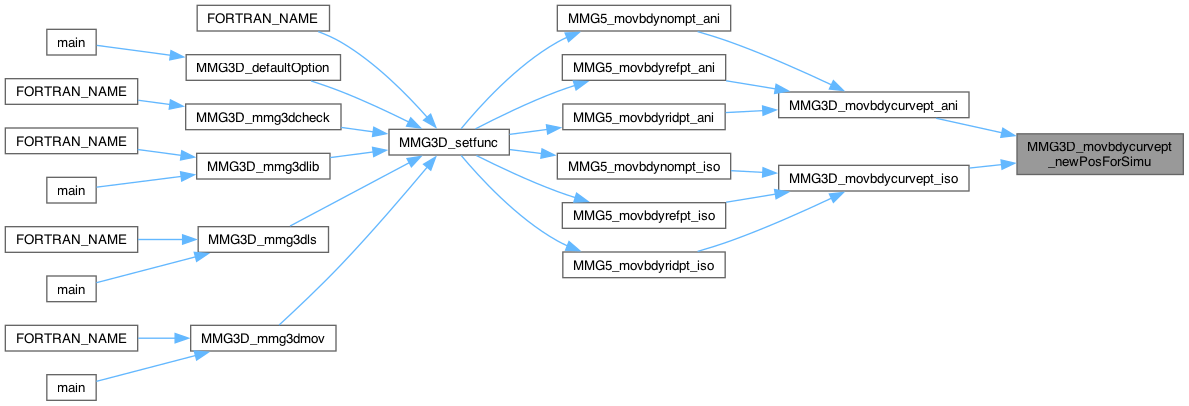 FORTRAN_NAME
main
MMG3D_defaultOption
FORTRAN_NAME
MMG3D_mmg3dcheck
FORTRAN_NAME
MMG3D_mmg3dlib
main
FORTRAN_NAME
MMG3D_mmg3dls
main
FORTRAN_NAME
MMG3D_mmg3dmov
main
MMG3D_setfunc
MMG5_movbdynompt_ani
MMG5_movbdyrefpt_ani
MMG5_movbdyridpt_ani
MMG5_movbdynompt_iso
MMG5_movbdyrefpt_iso
MMG5_movbdyridpt_iso
MMG3D_movbdycurvept_ani
MMG3D_movbdycurvept_iso
MMG3D_movbdycurvept
_newPosForSimu